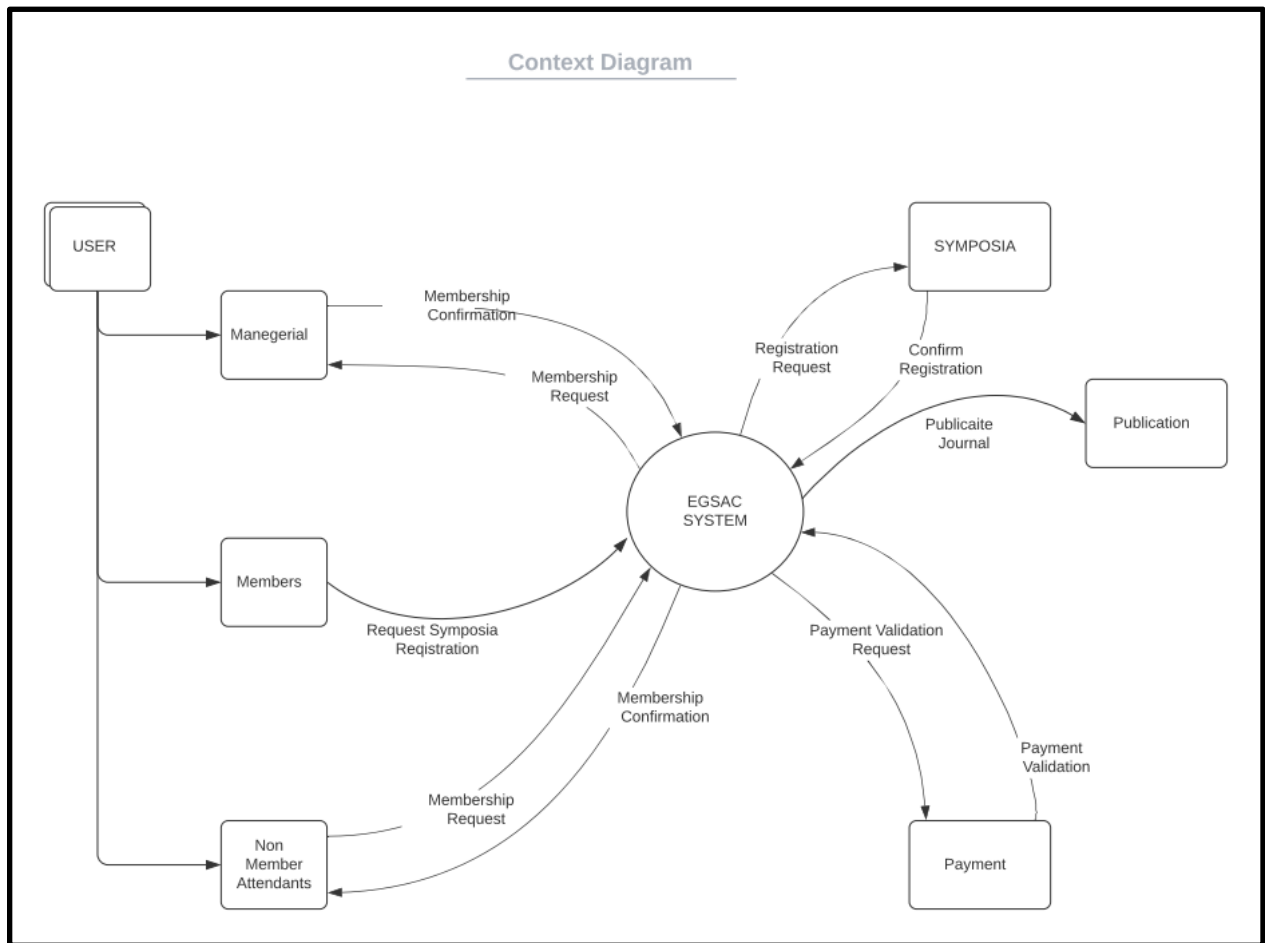 Context Diagram
USER
SYMPOSIA
Manegerial
Membership
Confirmation
Membership
Request
Registration
Request
Confirm
Registration
Publicaite
Journal
Publication
EGSAC
SYSTEM
Members
Request Symposia
Reqistration
Payment Validation
Request
Membership
Confirmation
Payment
Validation
Membership
Request
Non
Member
Attendants
Payment